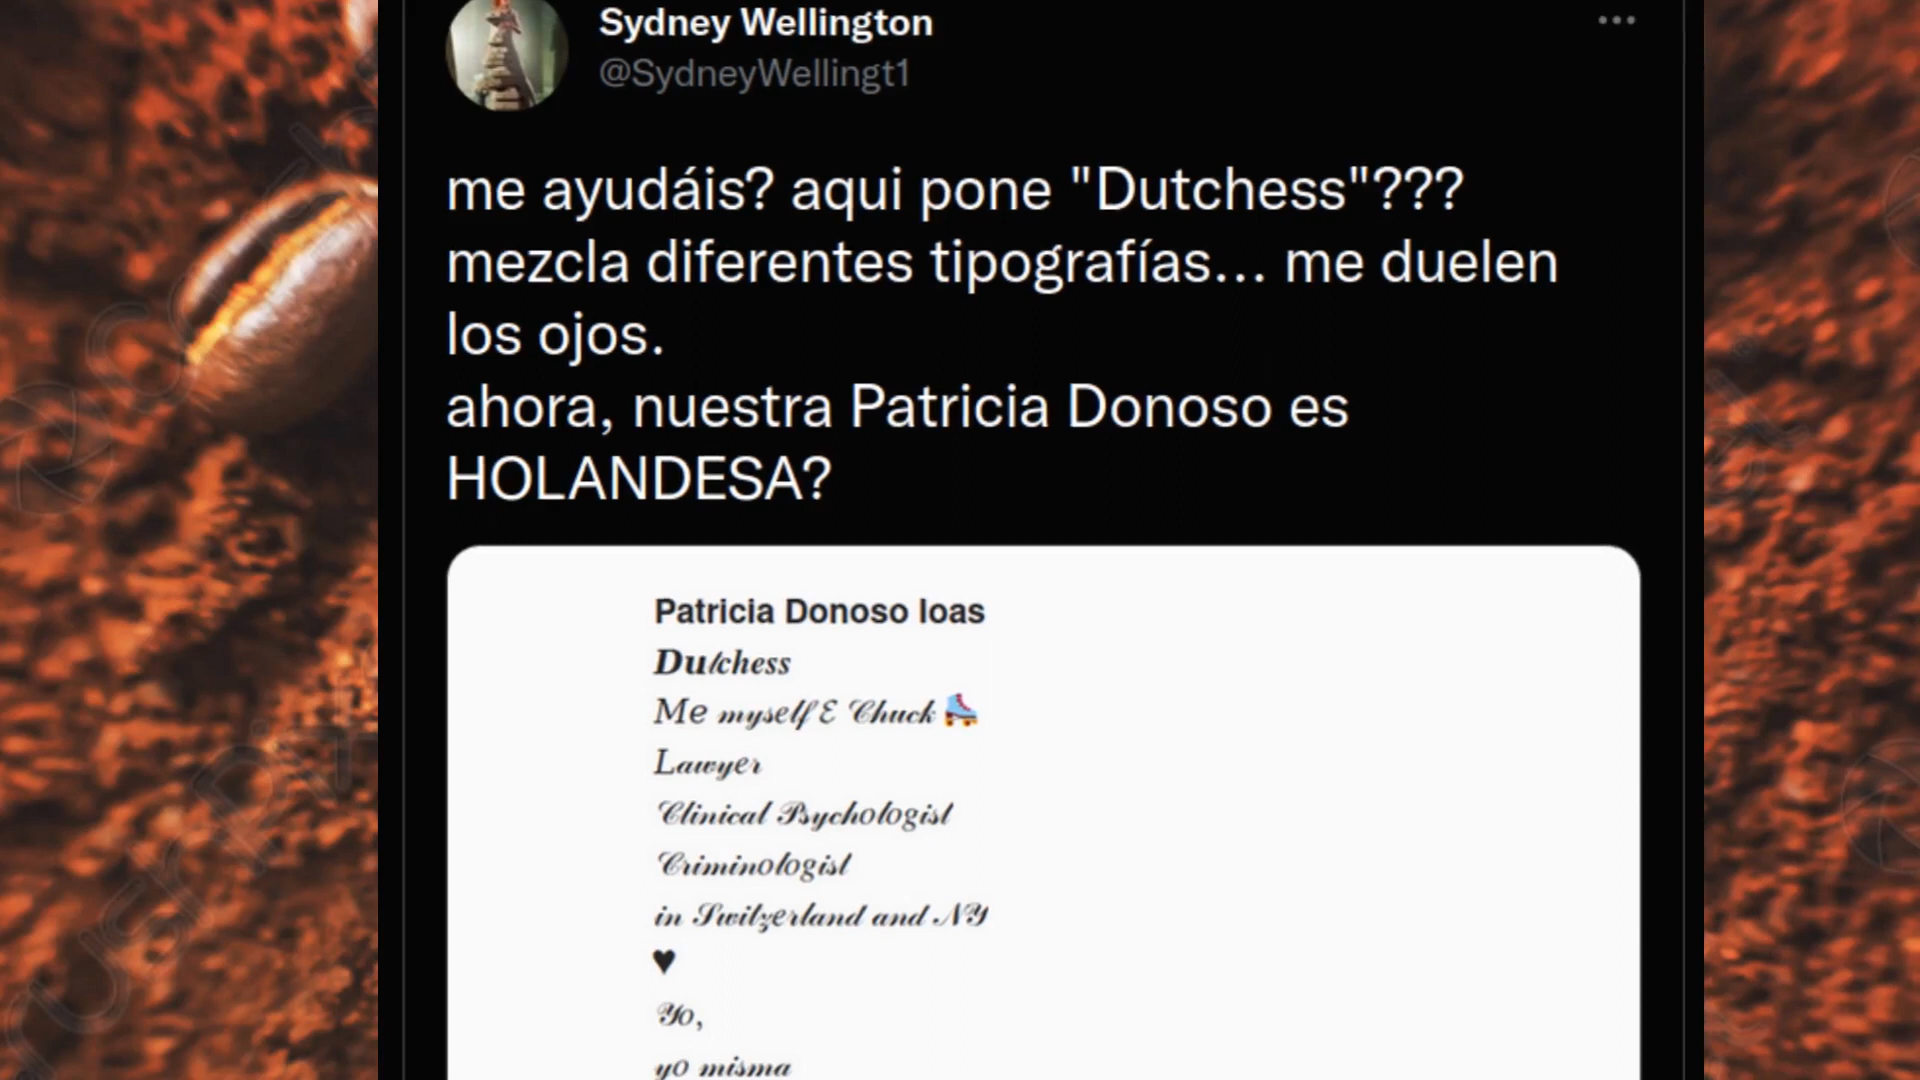 Sydney Wellington
@SydneyWellingt1
me ayudáis? aqui pone "Dutchess"???
mezcla diferentes tipografías... me duelen
los ojos.
ahora, nuestra Patricia Donoso es
HOLANDESA?
Patricia Donoso Ioas
Dutchess
Me myself & Chuck 🛼
Lawyer
Clinical Psychologist
Criminologist
in Switzerland and NY
♥
Yo,
yo misma